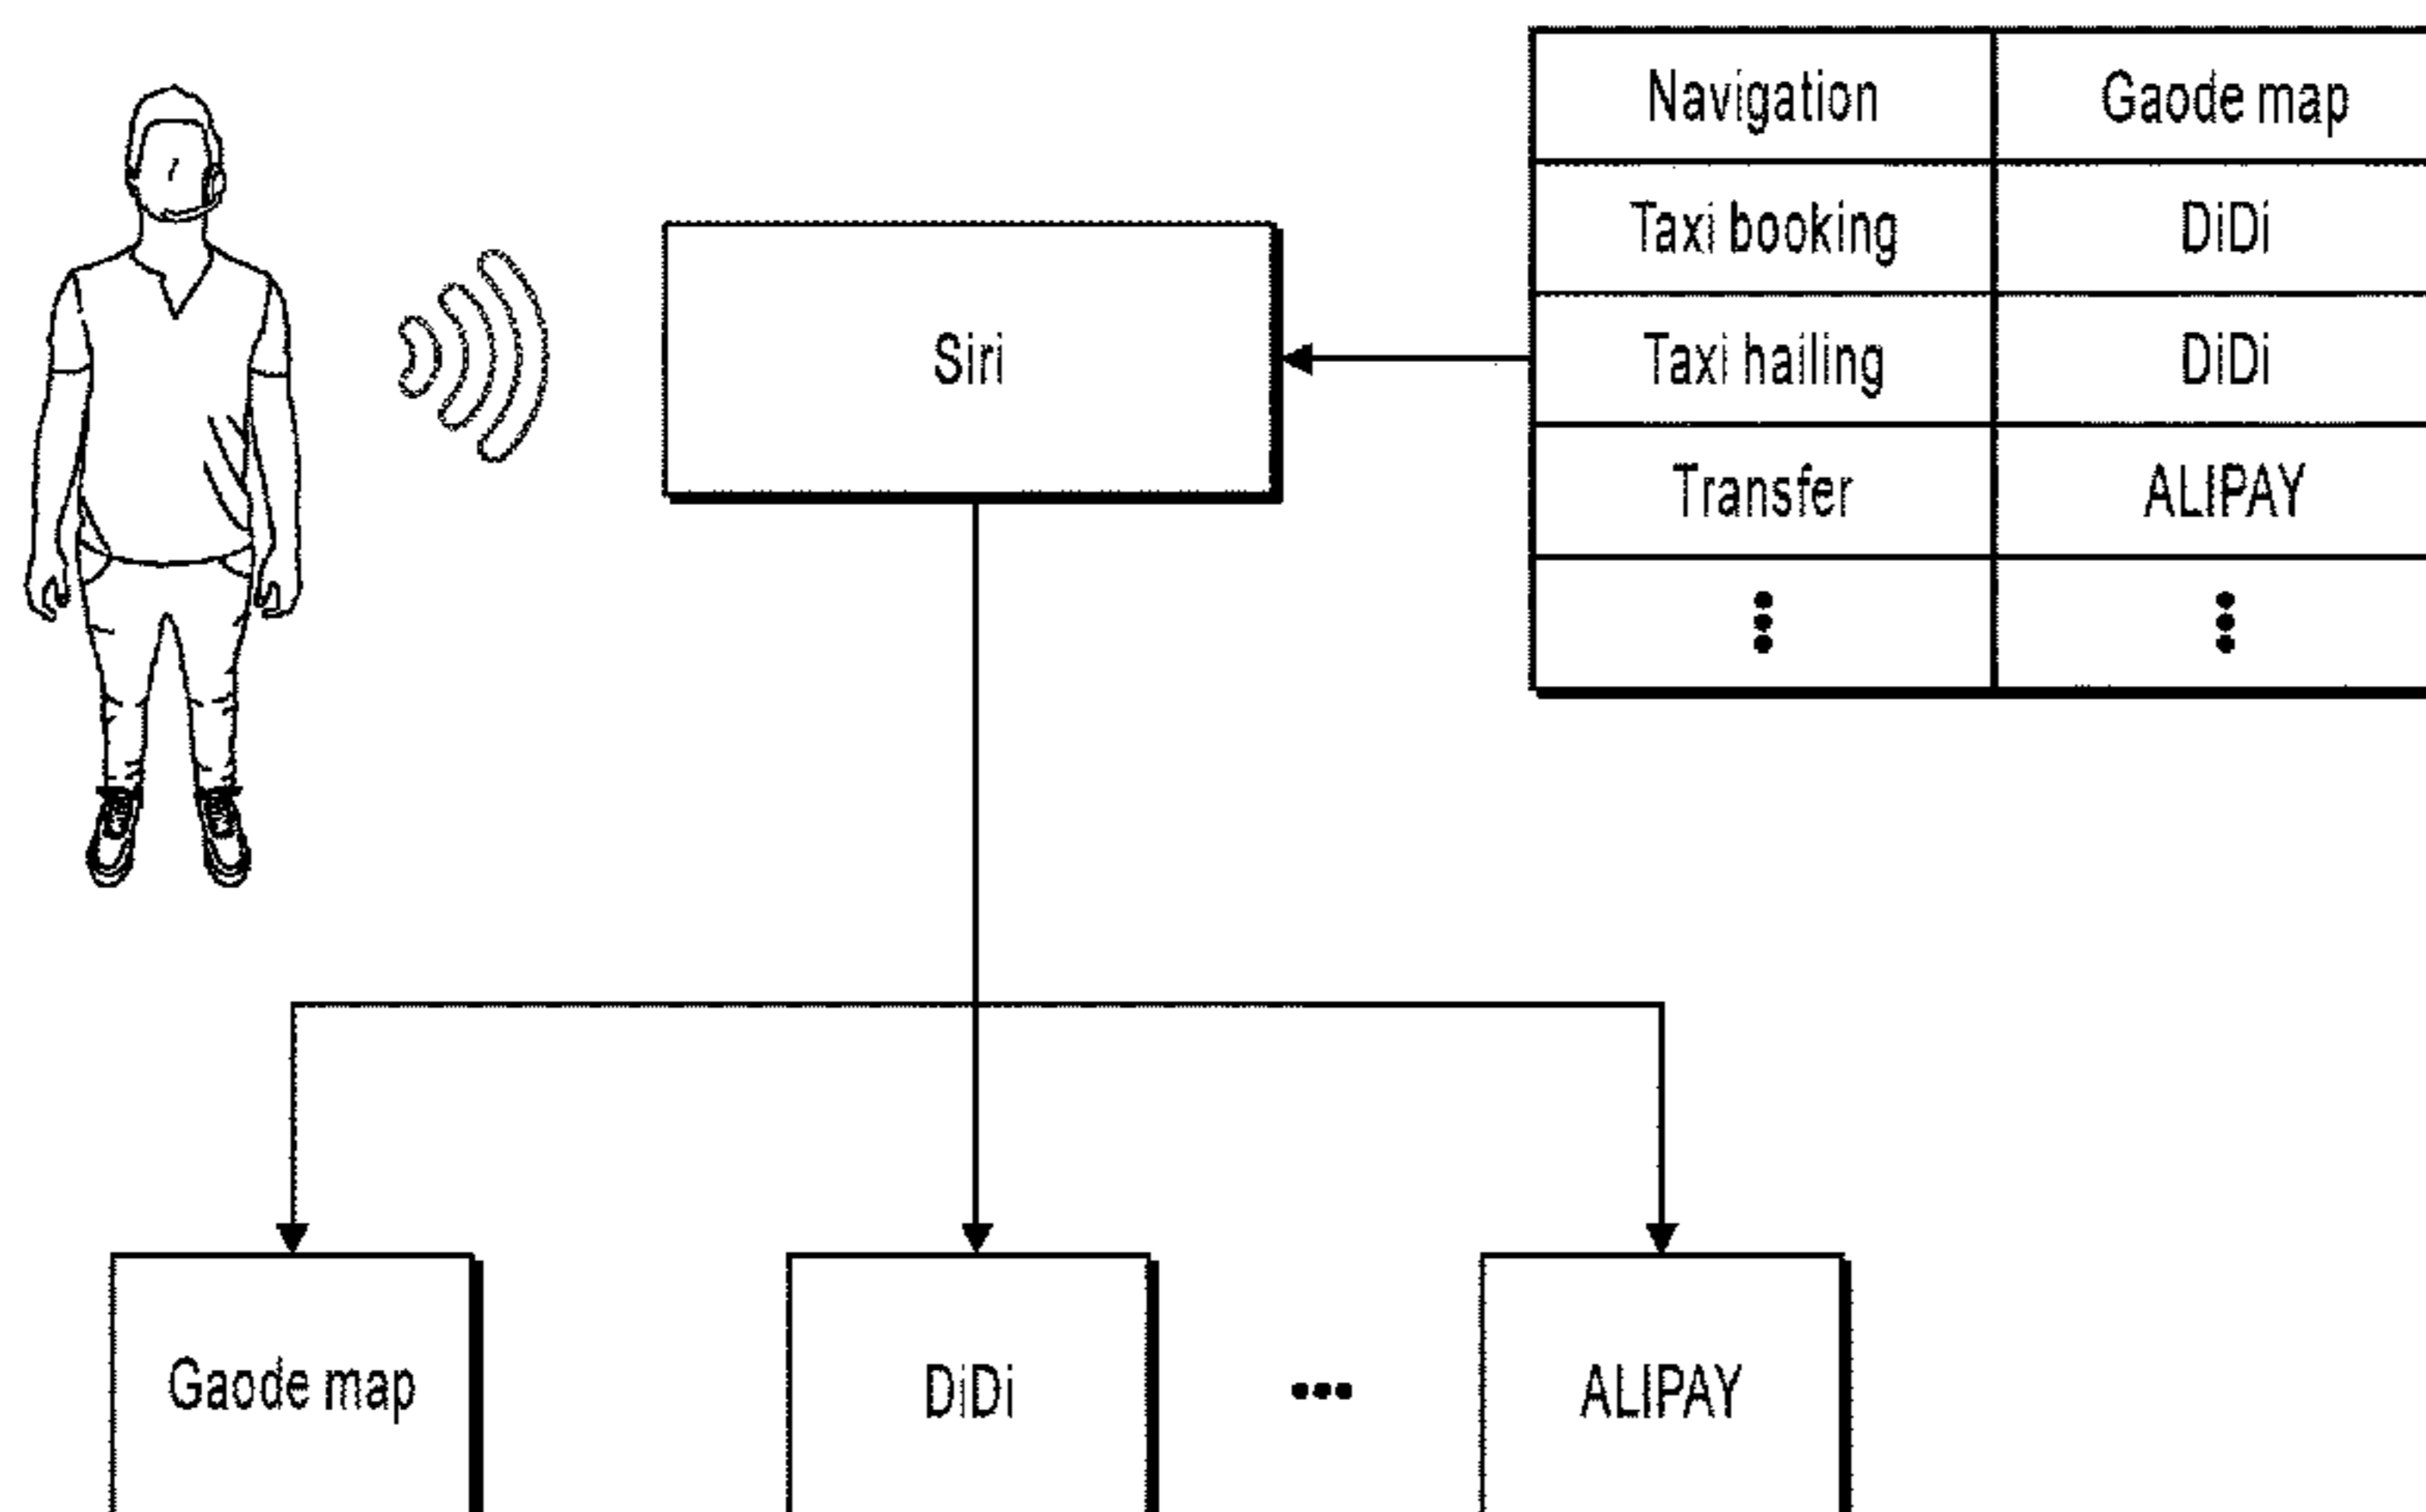 Navigation Gaode map
Taxi booking DiDi
Siri Taxi hailing DiDi
Transfer ALIPAY
Gaode map DiDi ••• ALIPAY